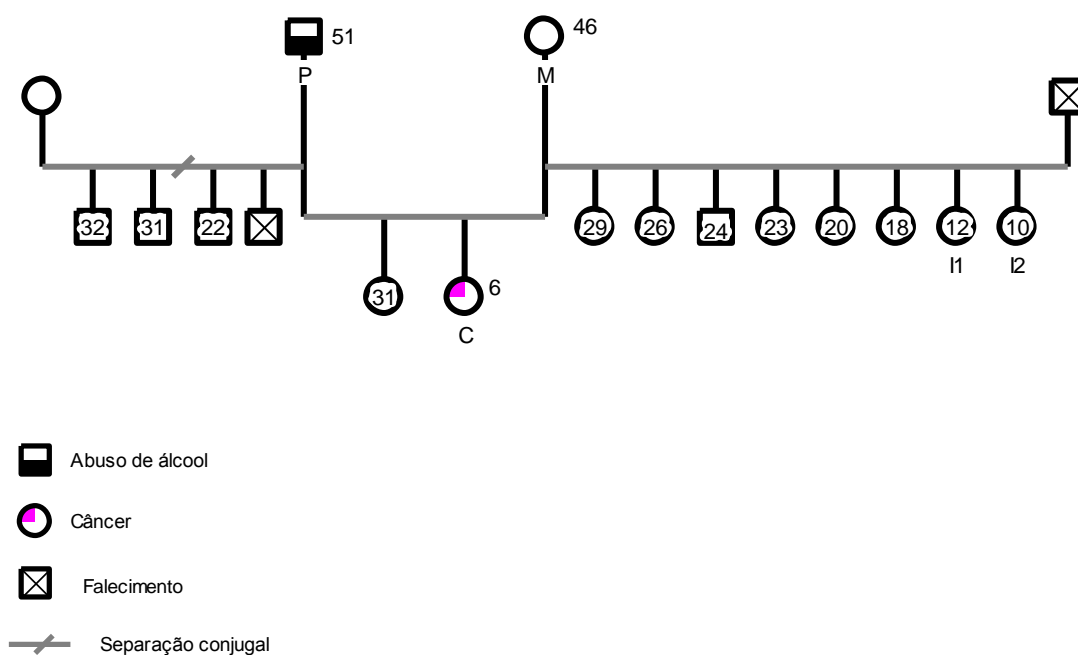 51
46
P
M
32 31 22
29 26 24 23 20 18 12 10
I1 I2
31
6
C
Abuso de álcool
Câncer
Falecimento
Separação conjugal